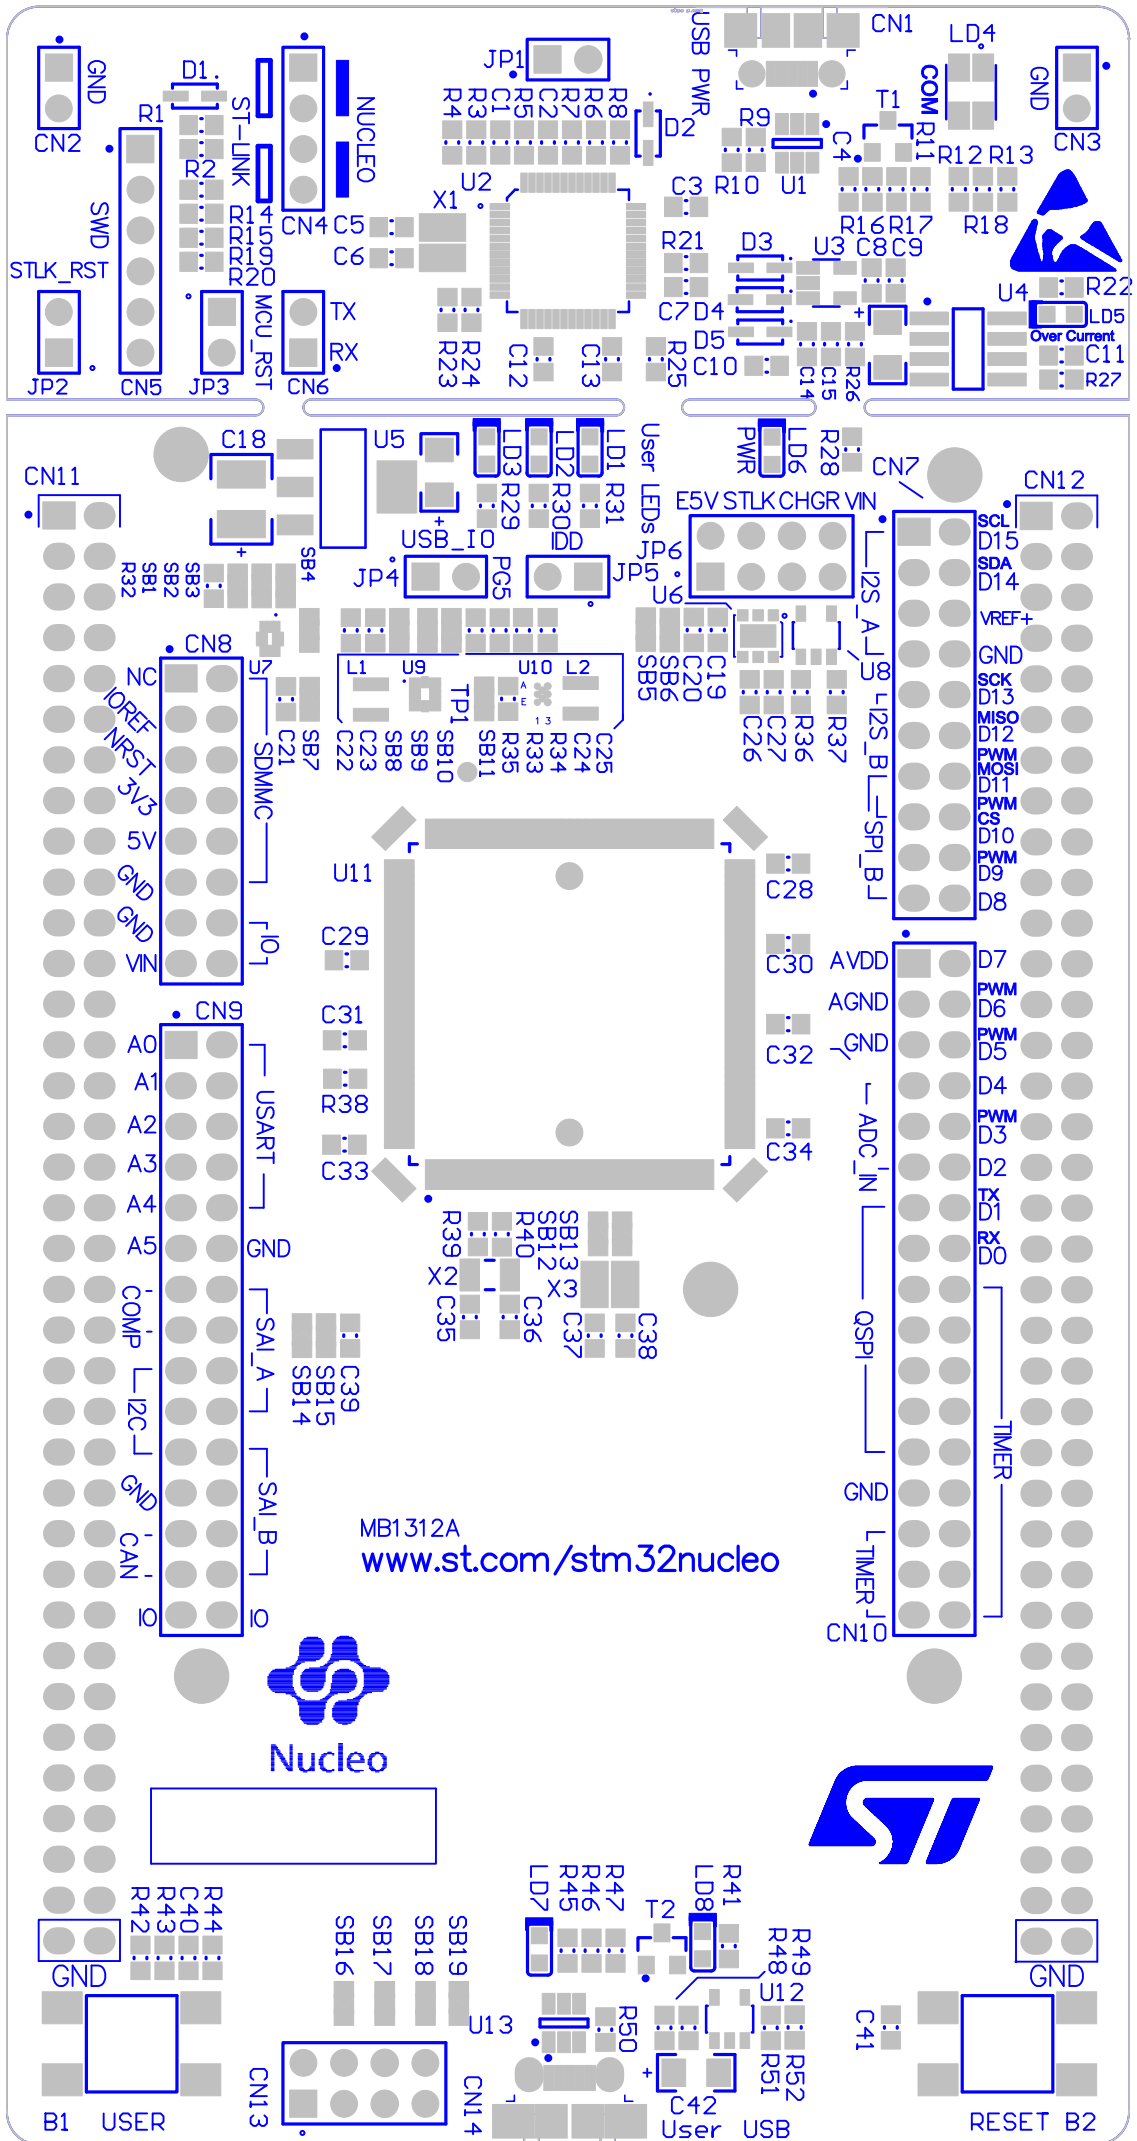 USB PWR
CN1
LD4
COM
JP1
GND
CN2
D1
R1
ST-LINK
NUCLEO
R4
R3
C1
R5
C2
R7
R6
R8
D2
R9
R10
U1
C4
T1
R11
GND
CN3
R2
SWD
CN4
R14
R15
R19
R20
C5
C6
X1
U2
C3
R21
C7
D3
D4
D5
C10
U3
C8
C9
R16
R17
R12
R13
R18
U4
R22
LD5
Over Current
C11
R27
STLK_RST
JP2
CN5
JP3
MCU_RST
TX
RX
CN6
R23
R24
C12
C13
R25
C14
C15
R26
CN11
C18
U5
LD3
LD2
LD1
User LEDs
PWR
LD6
R28
CN7
CN12
R29
R30
R31
E5V STLK CHGR VIN
JP6
USB_IO
IDD
JP4
PG5
JP5
U6
R32
SB1
SB2
SB3
SB4
U7
CN8
L1
U9
TP1
U10
A
E
1 3
L2
SB5
SB6
C20
C19
U8
C26
C27
R36
R37
C21
SB7
C22
C23
SB8
SB9
SB10
SB11
R35
R33
R34
C24
C25
NC
IOREF
NRST
3V3
5V
GND
GND
VIN
SDMMC
IO
I2S_A
I2S_B
SPI_B
SCL
D15
SDA
D14
VREF+
GND
SCK
D13
MISO
D12
PWM
MOSI
D11
PWM
CS
D10
PWM
D9
D8
U11
C28
C29
C30
C31
C32
R38
C33
C34
CN9
A0
A1
A2
A3
A4
A5
USART
GND
COMP
I2C
GND
CAN
IO
SAI_A
SAI_B
IO
AVDD
AGND
GND
ADC_IN
QSPI
GND
TIMER
CN10
D7
PWM
D6
PWM
D5
D4
PWM
D3
D2
TX
D1
RX
D0
TIMER
R39
R40
SB12
SB13
X2
X3
C35
C36
C37
C38
SB14
SB15
C39
MB1312A
www.st.com/stm32nucleo
Nucleo
ST
R42
R43
C40
R44
GND
SB16
SB17
SB18
SB19
LD7
R45
R46
R47
T2
LD8
R41
R48
R49
U12
U13
R50
R51
R52
C41
GND
CN13
CN14
C42
B1
USER
User USB
RESET B2